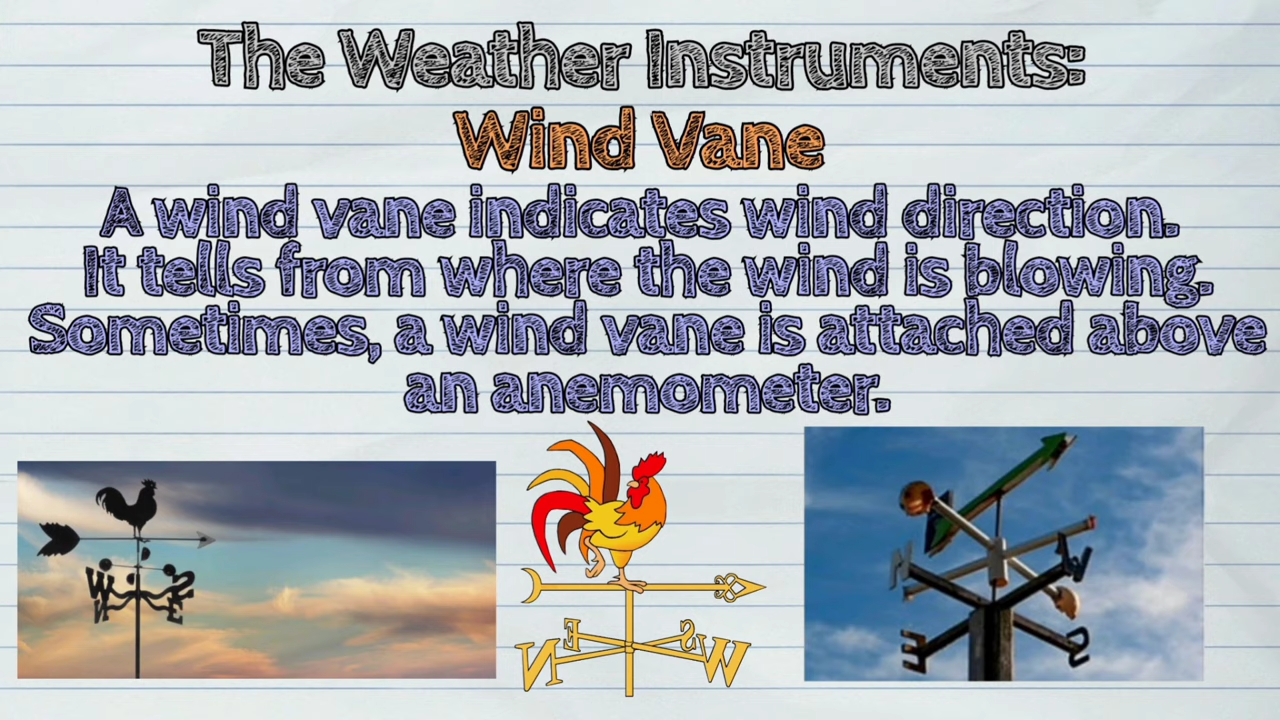 The Weather Instruments:
Wind Vane
A wind vane indicates wind direction.
It tells from where the wind is blowing.
Sometimes, a wind vane is attached above
an anemometer.
W S
N E
E S
N W
N W
E S